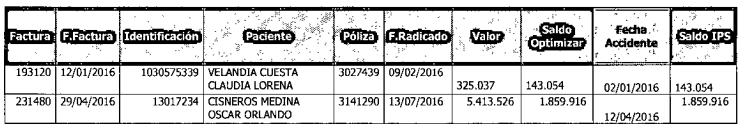 Factura F.Factura Identificación Paciente Póliza F.Radicado Valor Saldo Optimizar Fecha Accidente Saldo IPS
193120 12/01/2016 1030575339 VELANDIA CUESTA 3027439 09/02/2016
CLAUDIA LORENA 325.037 143.054 02/01/2016 143.054
231480 29/04/2016 13017234 CISNEROS MEDINA 3141290 13/07/2016 5.413.526 1.859.916 1.859.916
OSCAR ORLANDO 12/04/2016